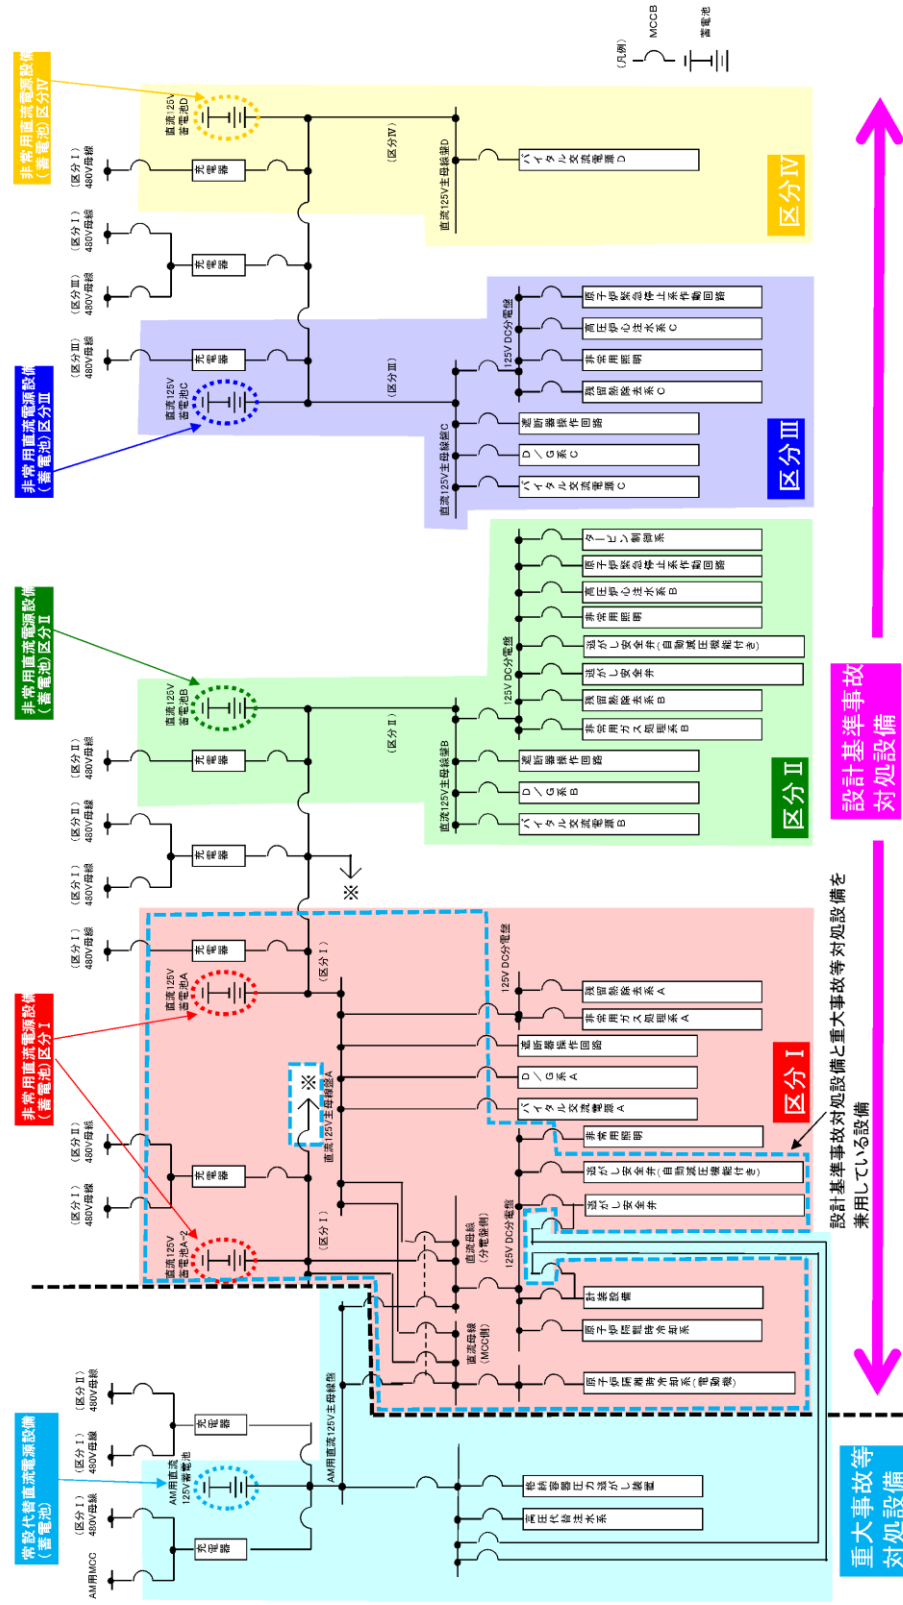 常設代替直流電源設備
(蓄電池)
非常用直流電源設備
(蓄電池)区分Ⅰ
非常用直流電源設備
(蓄電池)区分Ⅱ
非常用直流電源設備
(蓄電池)区分Ⅲ
非常用直流電源設備
(蓄電池)区分Ⅳ
AM用MCC
(区分Ⅰ)
480V母線
(区分Ⅰ)
480V母線
(区分Ⅱ)
480V母線
(区分Ⅰ)
480V母線
(区分Ⅱ)
480V母線
(区分Ⅰ)
480V母線
(区分Ⅰ)
480V母線
(区分Ⅱ)
480V母線
(区分Ⅱ)
480V母線
(区分Ⅲ)
480V母線
(区分Ⅲ)
480V母線
(区分Ⅰ)
480V母線
(区分Ⅰ)
480V母線
(凡例)
MCCB
蓄電池
AM用直流
125V蓄電池
直流125V
蓄電池A-2
直流125V
蓄電池A
直流125V
蓄電池B
直流125V
蓄電池C
直流125V
蓄電池D
充電器
充電器
充電器
充電器
充電器
充電器
充電器
充電器
充電器
※
※
(区分Ⅰ)
(区分Ⅰ)
(区分Ⅱ)
(区分Ⅲ)
(区分Ⅳ)
AM用直流125V主母線盤
直流125V主母線盤A
直流125V主母線盤B
直流125V主母線盤C
直流125V主母線盤D
直流母線
(MCC側)
直流母線
(分電盤側)
125V DC分電盤
125V DC分電盤
125V DC分電盤
125V DC分電盤
高圧代替注水系
格納容器圧力逃がし装置
原子炉隔離時冷却系(電動機)
原子炉隔離時冷却系
計装設備
逃がし安全弁
逃がし安全弁(自動減圧機能付き)
非常用照明
バイタル交流電源A
D/G系A
遮断器操作回路
非常用ガス処理系A
残留熱除去系A
バイタル交流電源B
D/G系B
遮断器操作回路
非常用ガス処理系B
残留熱除去系B
逃がし安全弁
逃がし安全弁(自動減圧機能付き)
非常用照明
高圧炉心注水系B
原子炉緊急停止系作動回路
タービン制御系
バイタル交流電源C
D/G系C
遮断器操作回路
残留熱除去系C
非常用照明
高圧炉心注水系C
原子炉緊急停止系作動回路
バイタル交流電源D
区分Ⅰ
区分Ⅱ
区分Ⅲ
区分Ⅳ
設計基準事故対処設備と重大事故等対処設備を
兼用している設備
重大事故等
対処設備
設計基準事故
対処設備